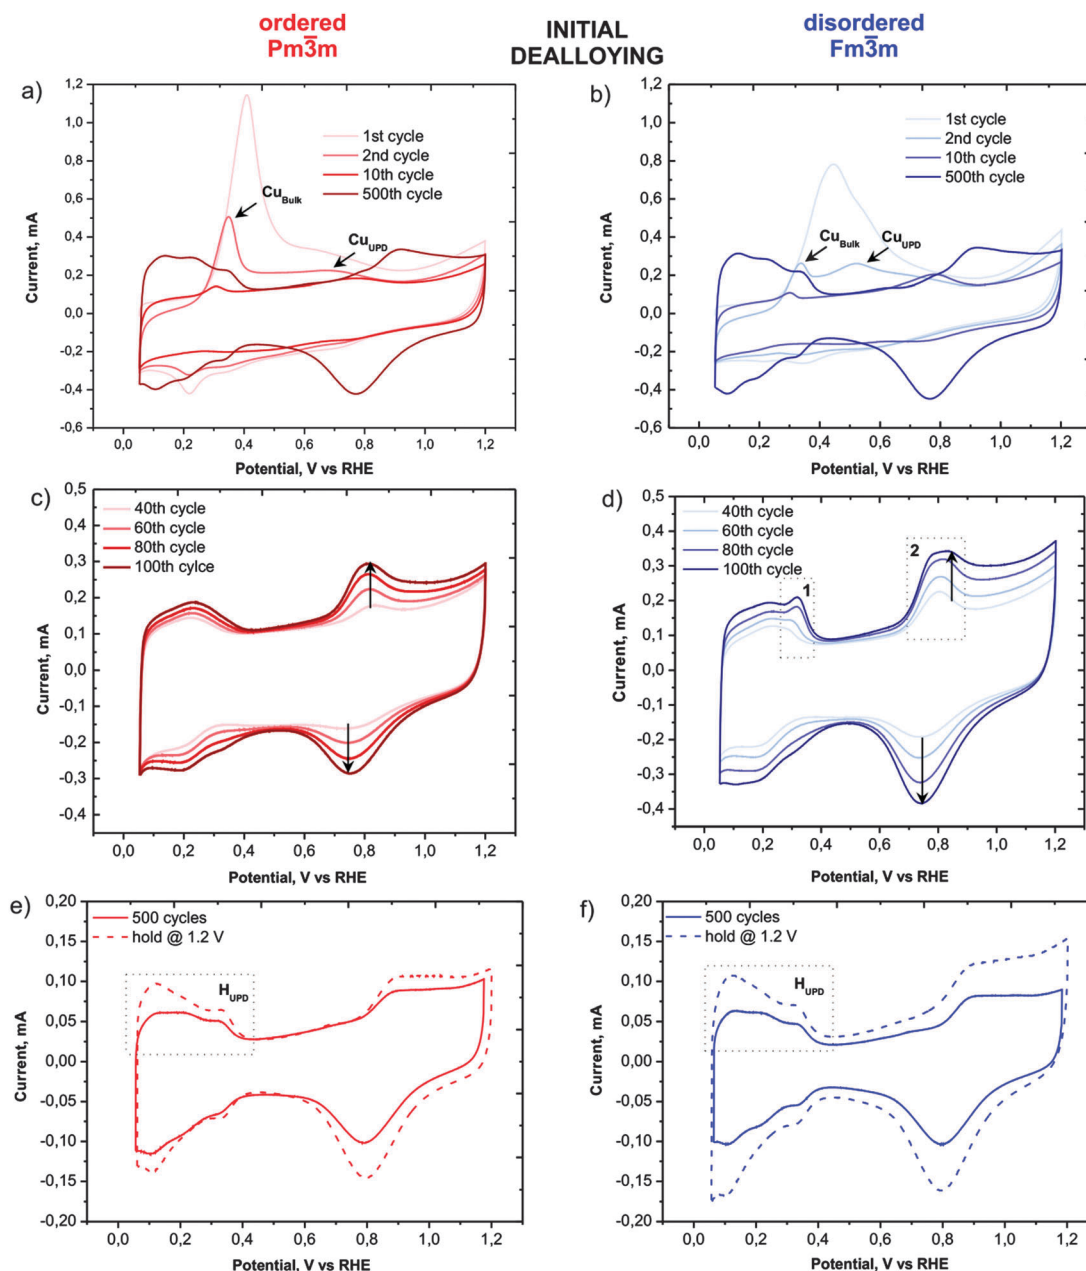 ordered
Pm3̅m
INITIAL
DEALLOYING
disordered
Fm3̅m
a)
1,2
1,0
0,8
0,6
0,4
0,2
0,0
-0,2
-0,4
-0,6
Current, mA
1st cycle
2nd cycle
10th cycle
500th cycle
CuBulk
CuUPD
0,0 0,2 0,4 0,6 0,8 1,0 1,2
Potential, V vs RHE
b)
1,2
1,0
0,8
0,6
0,4
0,2
0,0
-0,2
-0,4
-0,6
Current, mA
1st cycle
2nd cycle
10th cycle
500th cycle
CuBulk
CuUPD
0,0 0,2 0,4 0,6 0,8 1,0 1,2
Potential, V vs RHE
c)
0,5
0,4
0,3
0,2
0,1
0,0
-0,1
-0,2
-0,3
-0,4
Current, mA
40th cycle
60th cycle
80th cycle
100th cylce
0,0 0,2 0,4 0,6 0,8 1,0 1,2
Potential, V vs RHE
d)
0,5
0,4
0,3
0,2
0,1
0,0
-0,1
-0,2
-0,3
-0,4
Current, mA
40th cycle
60th cycle
80th cycle
100th cycle
1
2
0,0 0,2 0,4 0,6 0,8 1,0 1,2
Potential, V vs RHE
e)
0,20
0,15
0,10
0,05
0,00
-0,05
-0,10
-0,15
-0,20
Current, mA
500 cycles
hold @ 1.2 V
HUPD
0,0 0,2 0,4 0,6 0,8 1,0 1,2
Potential, V vs RHE
f)
0,20
0,15
0,10
0,05
0,00
-0,05
-0,10
-0,15
-0,20
Current, mA
500 cycles
hold @ 1.2 V
HUPD
0,0 0,2 0,4 0,6 0,8 1,0 1,2
Potential, V vs RHE